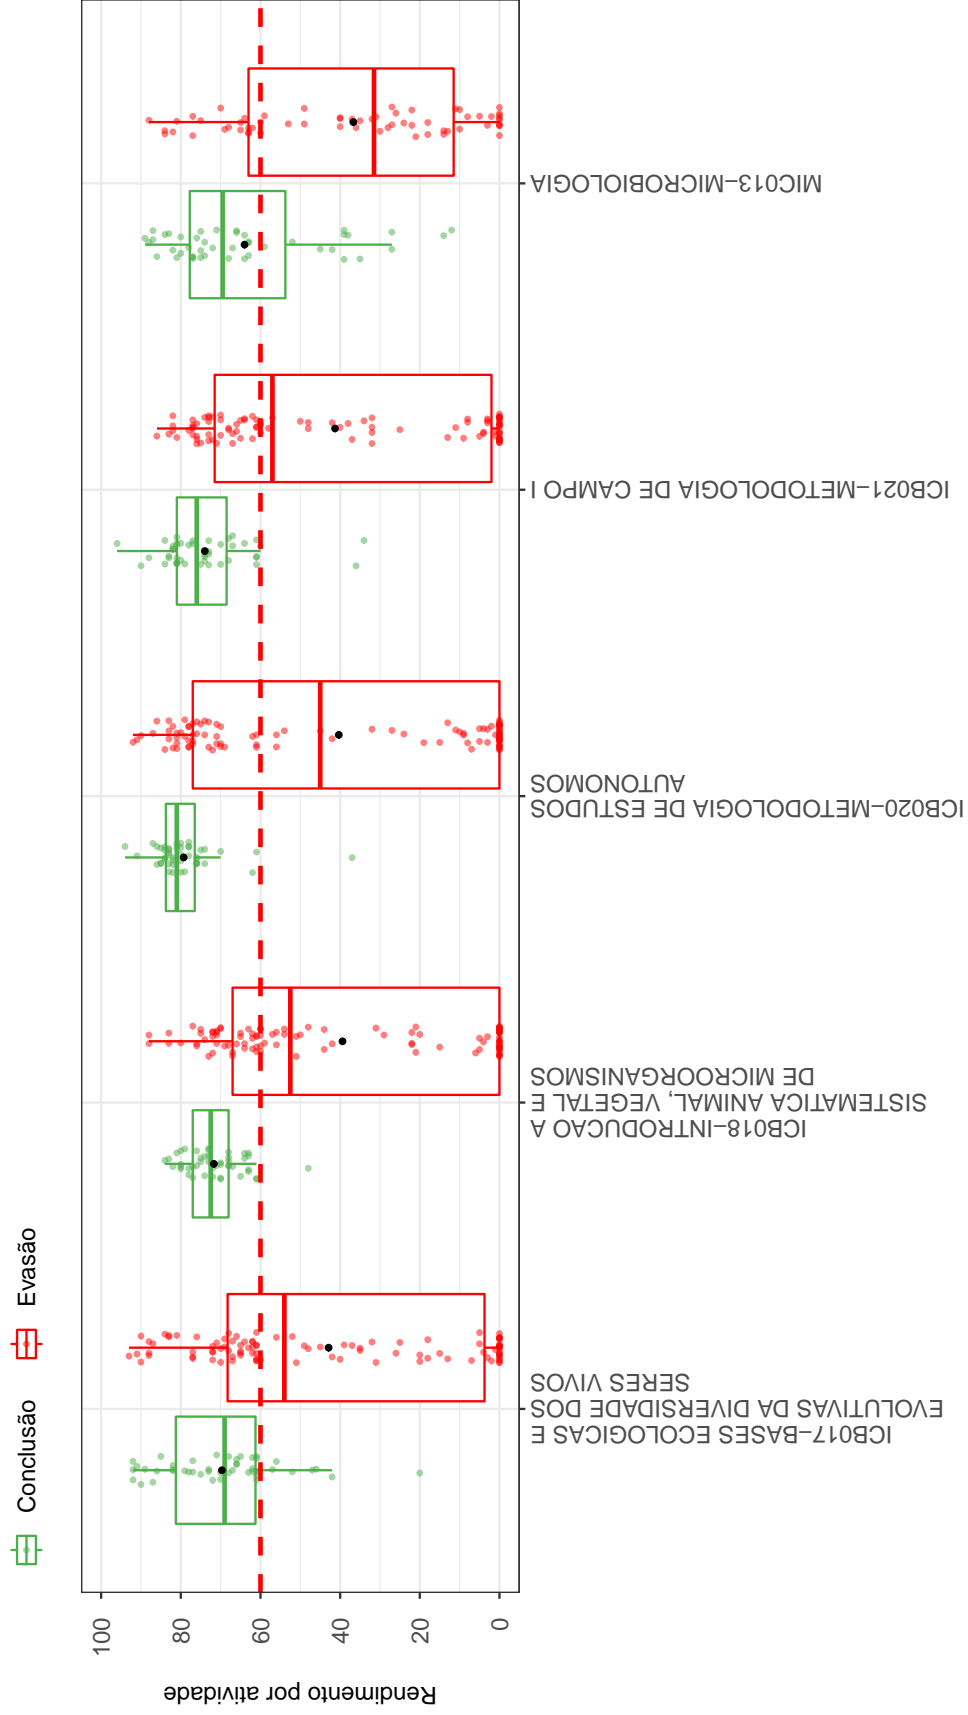 Conclusão
Evasão
Rendimento por atividade
0
20
40
60
80
100
ICB017-BASES ECOLOGICAS E
EVOLUTIVAS DA DIVERSIDADE DOS
SERES VIVOS
ICB018-INTRODUCAO A
SISTEMATICA ANIMAL, VEGETAL E
DE MICROORGANISMOS
ICB020-METODOLOGIA DE ESTUDOS
AUTONOMOS
ICB021-METODOLOGIA DE CAMPO I
MIC013-MICROBIOLOGIA